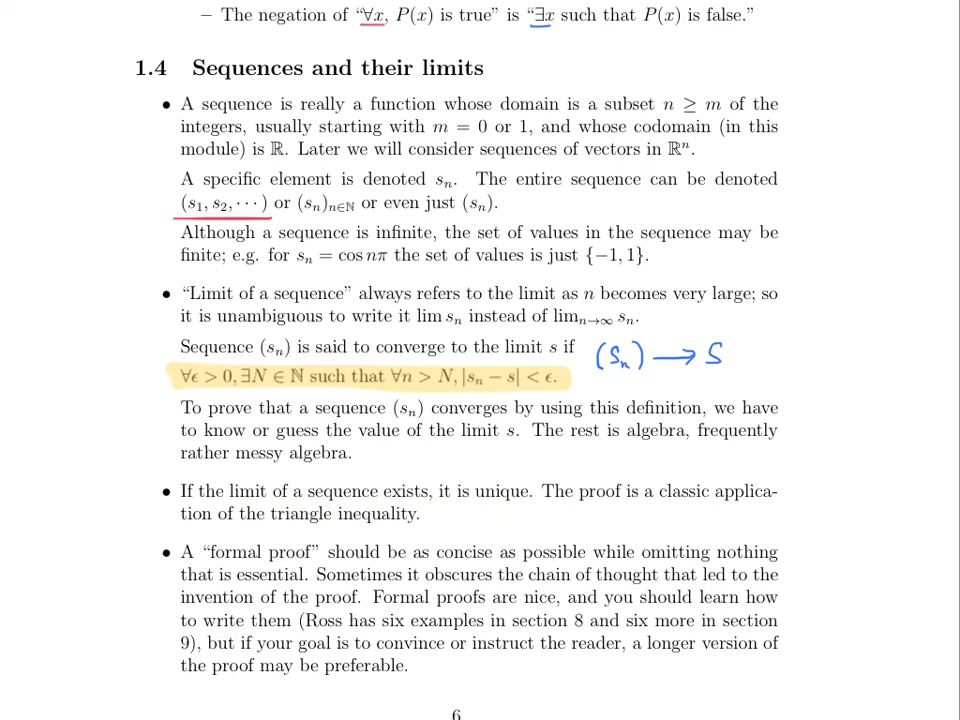 – The negation of “∀x, P(x) is true” is “∃x such that P(x) is false.”
1.4 Sequences and their limits
• A sequence is really a function whose domain is a subset n ≥ m of the
integers, usually starting with m = 0 or 1, and whose codomain (in this
module) is ℝ. Later we will consider sequences of vectors in ℝⁿ.
A specific element is denoted sₙ. The entire sequence can be denoted
(s₁, s₂, ⋯) or (sₙ)ₙ∈ℕ or even just (sₙ).
Although a sequence is infinite, the set of values in the sequence may be
finite; e.g. for sₙ = cos nπ the set of values is just {−1, 1}.
• “Limit of a sequence” always refers to the limit as n becomes very large; so
it is unambiguous to write it lim sₙ instead of limₙ→∞ sₙ.
Sequence (sₙ) is said to converge to the limit s if (Sₙ) → S
∀ϵ > 0, ∃N ∈ ℕ such that ∀n > N, |sₙ − s| < ϵ.
To prove that a sequence (sₙ) converges by using this definition, we have
to know or guess the value of the limit s. The rest is algebra, frequently
rather messy algebra.
• If the limit of a sequence exists, it is unique. The proof is a classic applica-
tion of the triangle inequality.
• A “formal proof” should be as concise as possible while omitting nothing
that is essential. Sometimes it obscures the chain of thought that led to the
invention of the proof. Formal proofs are nice, and you should learn how
to write them (Ross has six examples in section 8 and six more in section
9), but if your goal is to convince or instruct the reader, a longer version of
the proof may be preferable.
6